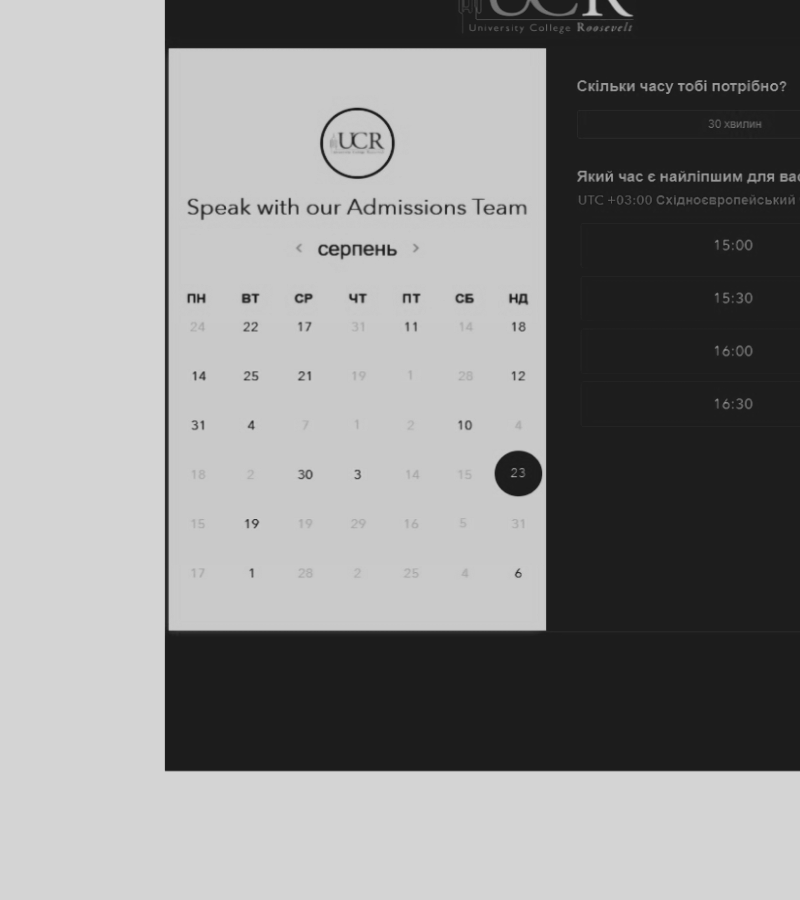 UCR
University College Roosevelt
UCR
Speak with our Admissions Team
‹ серпень ›
ПН ВТ СР ЧТ ПТ СБ НД
24 22 17 31 11 14 18
14 25 21 19 1 28 12
31 4 7 1 2 10 4
18 2 30 3 14 15 23
15 19 19 29 16 5 31
17 1 28 2 25 4 6
Скільки часу тобі потрібно?
30 хвилин
Який час є найліпшим для вас
UTC +03:00 Східноєвропейський
15:00
15:30
16:00
16:30